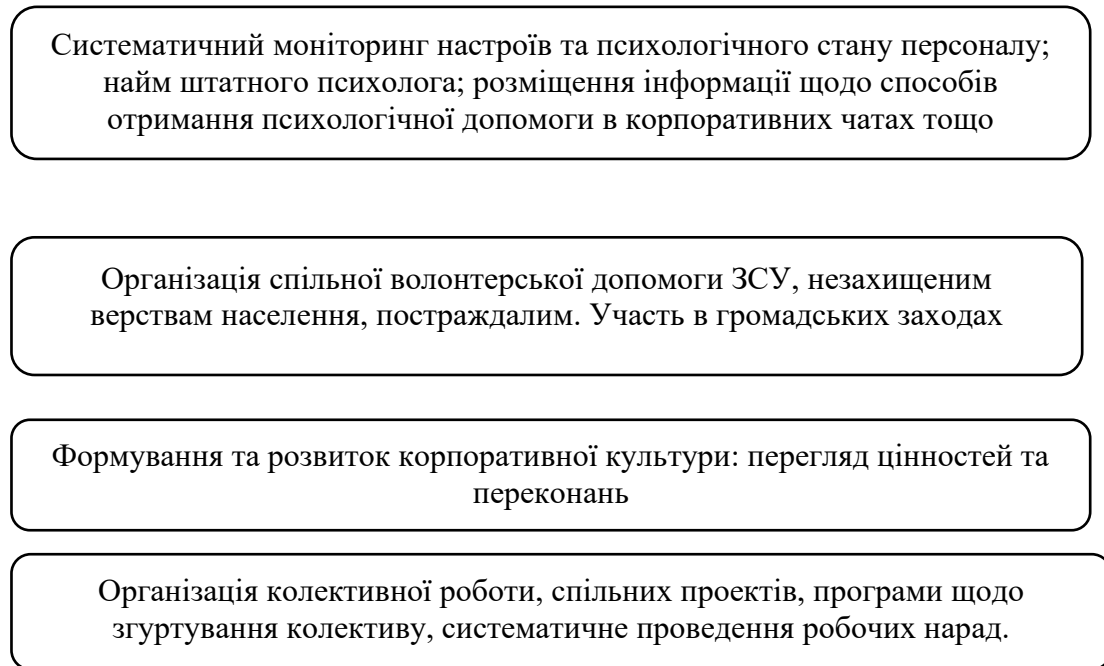 Систематичний моніторинг настроїв та психологічного стану персоналу;
найм штатного психолога; розміщення інформації щодо способів
отримання психологічної допомоги в корпоративних чатах тощо
Організація спільної волонтерської допомоги ЗСУ, незахищеним
верствам населення, постраждалим. Участь в громадських заходах
Формування та розвиток корпоративної культури: перегляд цінностей та
переконань
Організація колективної роботи, спільних проектів, програми щодо
згуртування колективу, систематичне проведення робочих нарад.